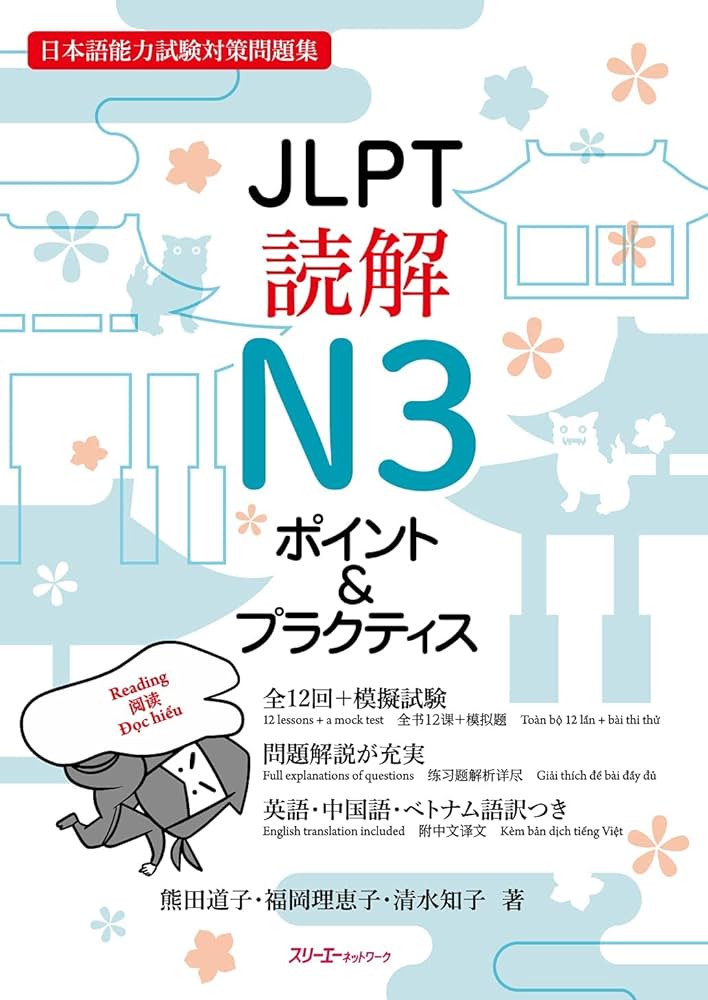 日本語能力試験対策問題集
JLPT
読解
N3
ポイント
&
プラクティス
Reading
阅读
Đọc hiểu
全12回＋模擬試験
12 lessons + a mock test 全书12课＋模拟题 Toàn bộ 12 lần + bài thi thử
問題解説が充実
Full explanations of questions 练习题解析详尽 Giải thích đề bài đầy đủ
英語・中国語・ベトナム語訳つき
English translation included 附中文译文 Kèm bản dịch tiếng Việt
熊田道子・福岡理恵子・清水知子 著
スリーエーネットワーク